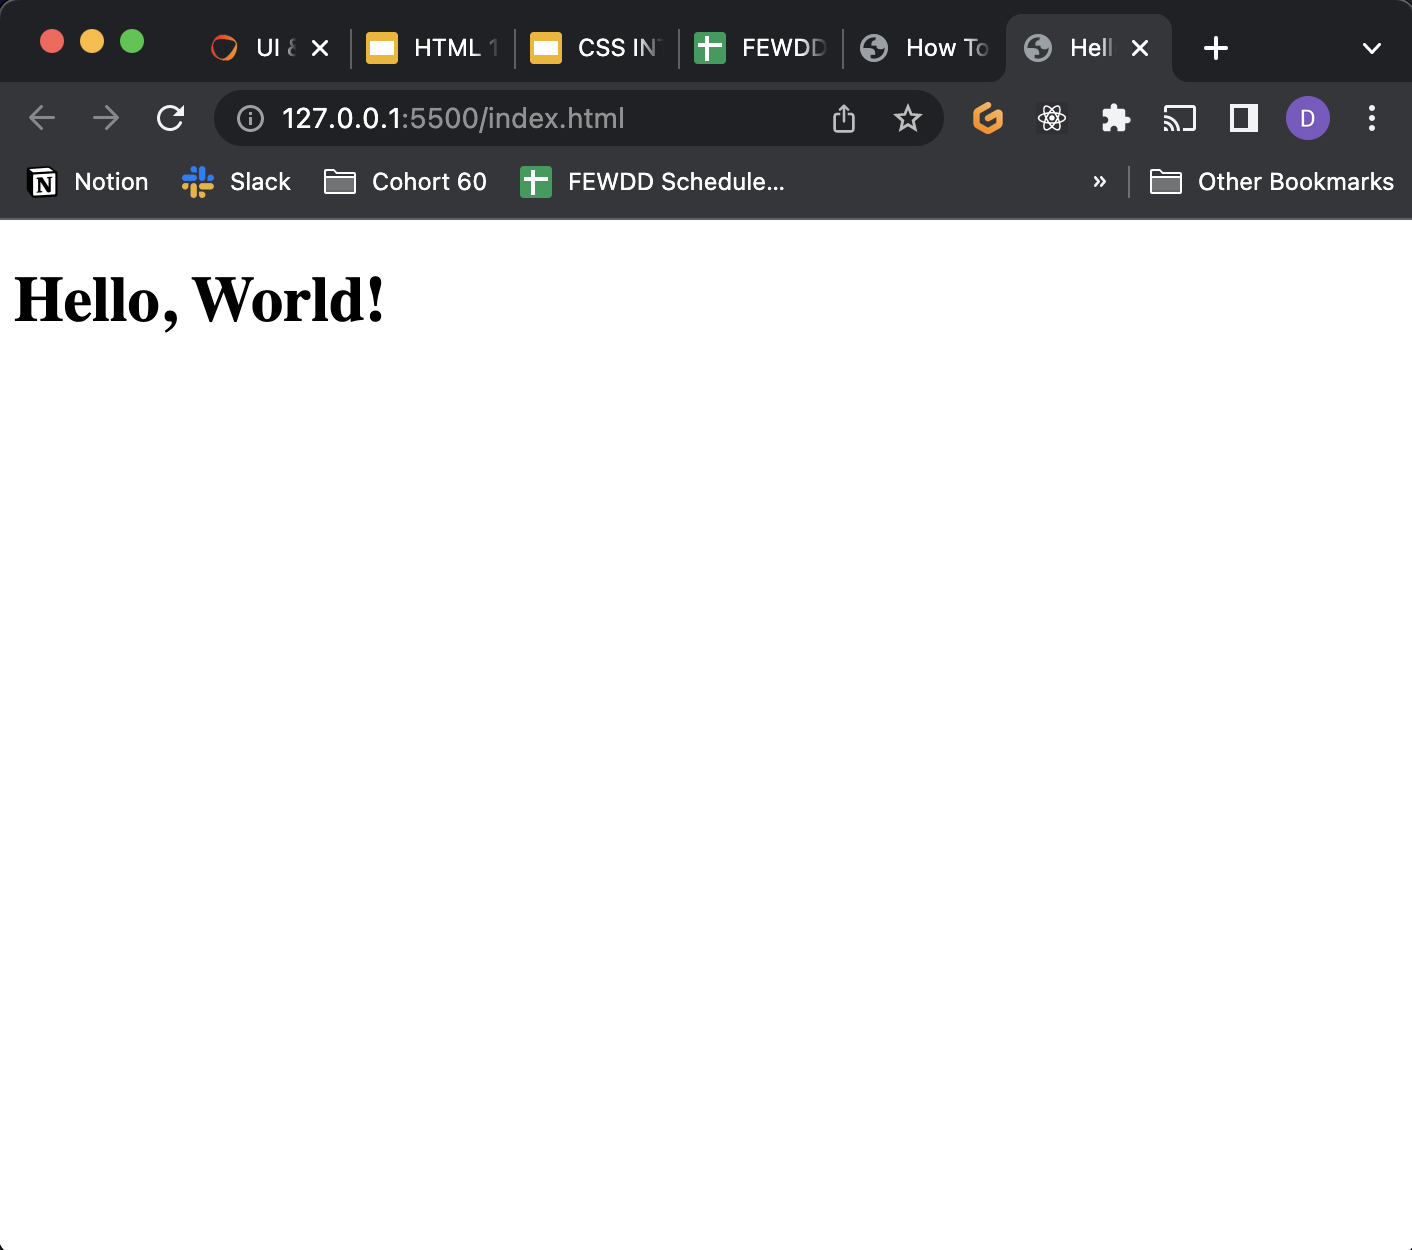 UI & HTML 1 CSS INT FEWDD How To Hell
127.0.0.1:5500/index.html D
Notion Slack Cohort 60 FEWDD Schedule... » Other Bookmarks
Hello, World!